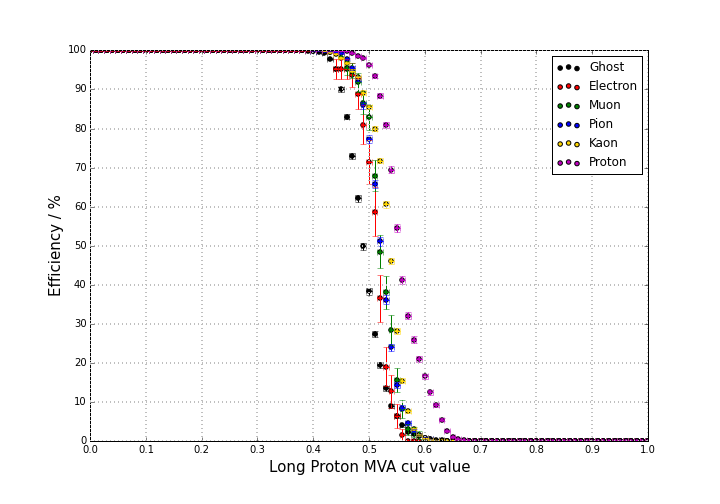 100
90
80
70
60
50
40
30
20
10
0
Efficiency / %
Ghost
Electron
Muon
Pion
Kaon
Proton
0.0 0.1 0.2 0.3 0.4 0.5 0.6 0.7 0.8 0.9 1.0
Long Proton MVA cut value